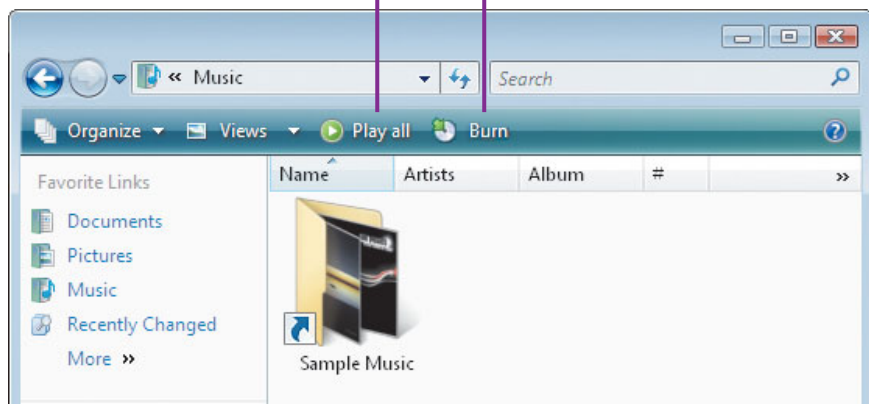 « Music
Search
Organize Views Play all Burn
Favorite Links
Name Artists Album # »
Documents
Pictures
Music
Recently Changed
More »
Sample Music